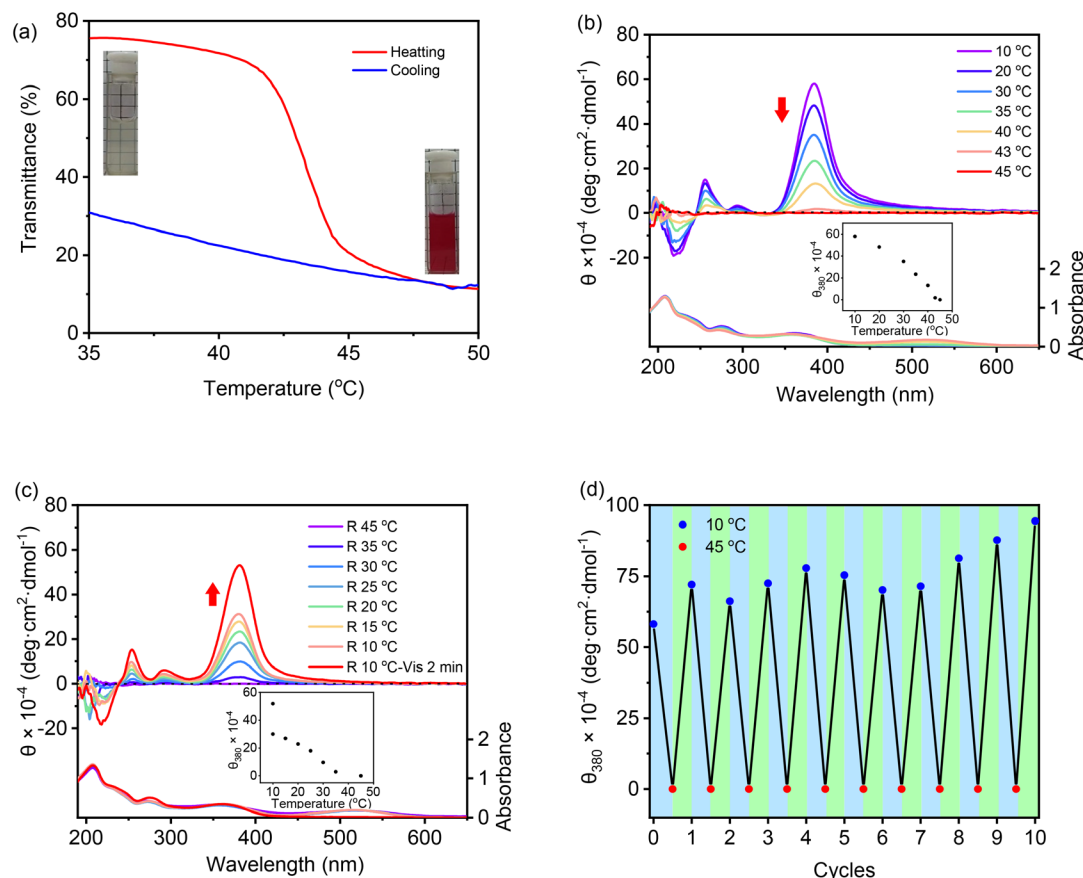 (a)
80
60
40
20
0
Transmittance (%)
Heatting
Cooling
35
40
45
50
Temperature (ºC)
(b)
80
60
40
20
0
-20
θ ×10⁻⁴ (deg·cm²·dmol⁻¹)
10 ºC
20 ºC
30 ºC
35 ºC
40 ºC
43 ºC
45 ºC
60
40
20
0
θ₃₈₀ × 10⁻⁴
10 20 30 40 50
Temperature (ºC)
2
1
0
Absorbance
200 300 400 500 600
Wavelength (nm)
(c)
80
60
40
20
0
-20
θ × 10⁻⁴ (deg·cm²·dmol⁻¹)
R 45 ºC
R 35 ºC
R 30 ºC
R 25 ºC
R 20 ºC
R 15 ºC
R 10 ºC
R 10 ºC-Vis 2 min
60
40
20
0
θ₃₈₀ × 10⁻⁴
10 20 30 40 50
Temperature (ºC)
2
1
0
Absorbance
200 300 400 500 600
Wavelength (nm)
(d)
100
75
50
25
0
θ₃₈₀ × 10⁻⁴ (deg·cm²·dmol⁻¹)
10 ºC
45 ºC
0 1 2 3 4 5 6 7 8 9 10
Cycles